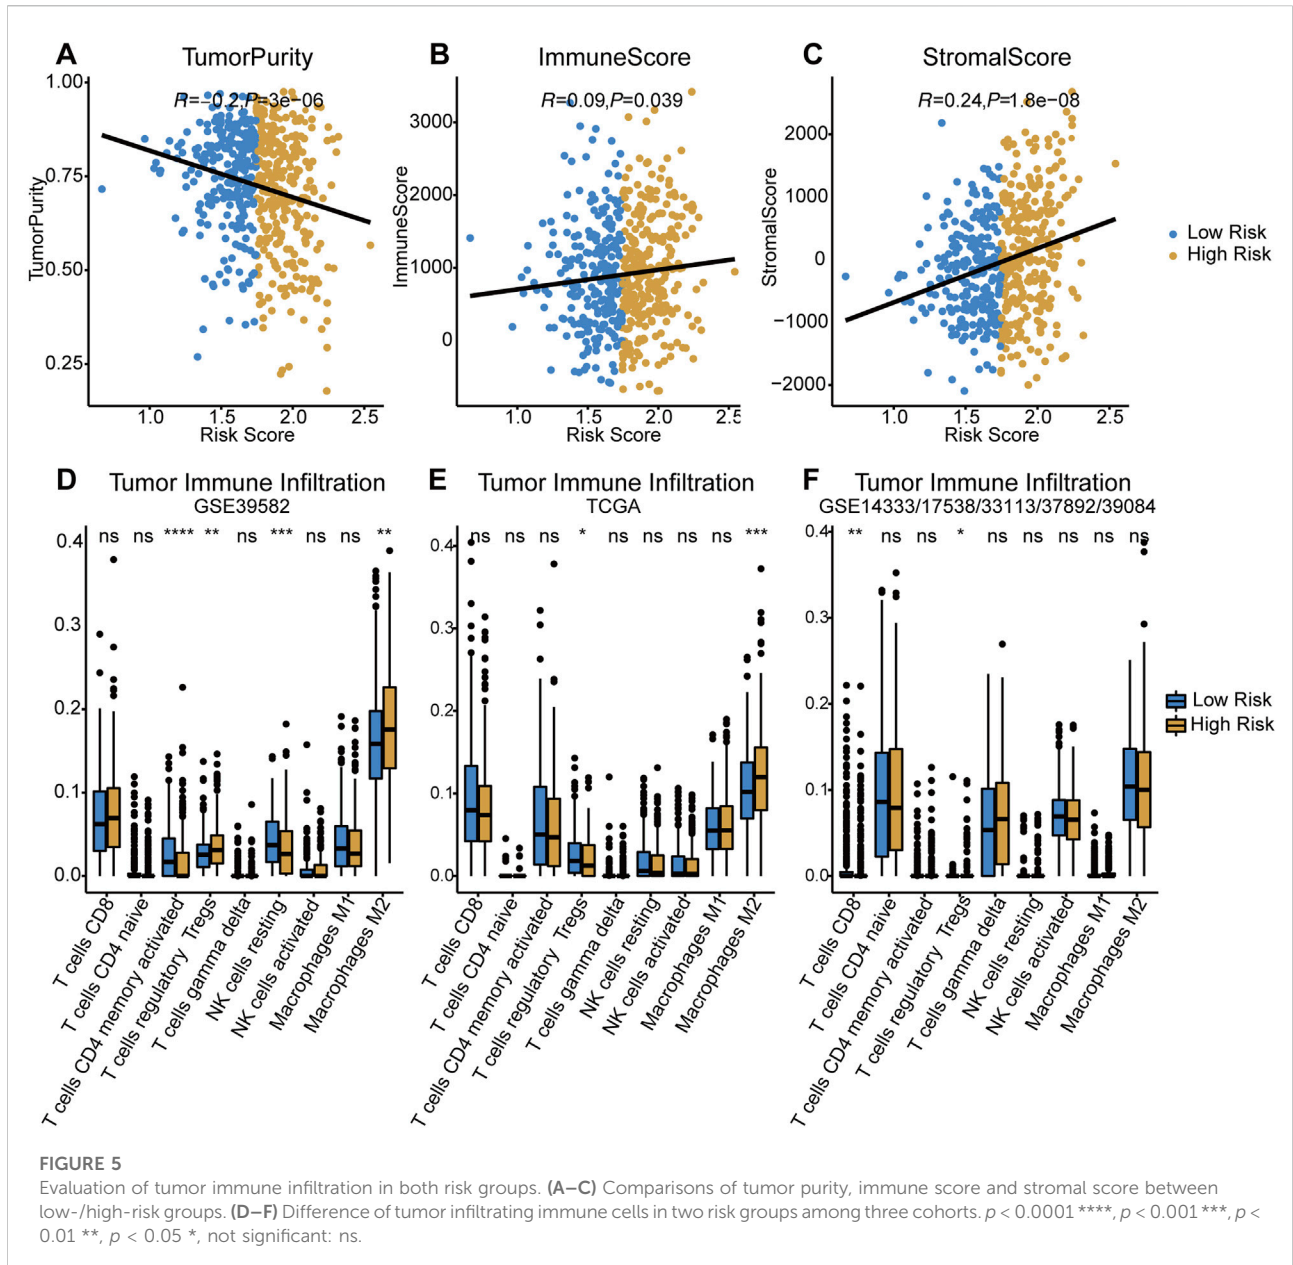 A TumorPurity
R=−0.2,P=3e−06
1.00
0.75
0.50
0.25
TumorPurity
1.0 1.5 2.0 2.5
Risk Score
B ImmuneScore
R=0.09,P=0.039
3000
2000
1000
0
ImmuneScore
1.0 1.5 2.0 2.5
Risk Score
C StromalScore
R=0.24,P=1.8e−08
2000
1000
0
−1000
−2000
StromalScore
1.0 1.5 2.0 2.5
Risk Score
Low Risk
High Risk
D Tumor Immune Infiltration
GSE39582
ns ns **** ** ns *** ns ns **
0.4
0.3
0.2
0.1
0.0
T cells CD8
T cells CD4 naive
T cells CD4 memory activated
T cells regulatory Tregs
T cells gamma delta
NK cells resting
NK cells activated
Macrophages M1
Macrophages M2
E Tumor Immune Infiltration
TCGA
ns ns ns * ns ns ns ns ***
0.4
0.3
0.2
0.1
0.0
T cells CD8
T cells CD4 naive
T cells CD4 memory activated
T cells regulatory Tregs
T cells gamma delta
NK cells resting
NK cells activated
Macrophages M1
Macrophages M2
F Tumor Immune Infiltration
GSE14333/17538/33113/37892/39084
** ns ns * ns ns ns ns ns
0.4
0.3
0.2
0.1
0.0
T cells CD8
T cells CD4 naive
T cells CD4 memory activated
T cells regulatory Tregs
T cells gamma delta
NK cells resting
NK cells activated
Macrophages M1
Macrophages M2
Low Risk
High Risk
FIGURE 5
Evaluation of tumor immune infiltration in both risk groups. (A–C) Comparisons of tumor purity, immune score and stromal score between
low-/high-risk groups. (D–F) Difference of tumor infiltrating immune cells in two risk groups among three cohorts. p < 0.0001 ****, p < 0.001 ***, p <
0.01 **, p < 0.05 *, not significant: ns.